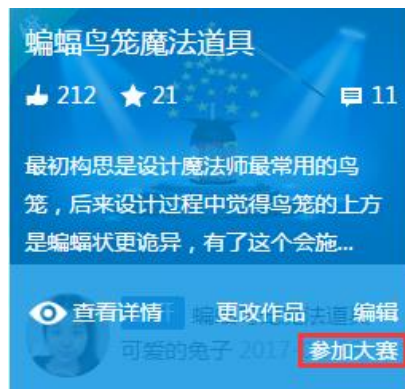 蝙蝠鸟笼魔法道具
212 21 11
最初构思是设计魔法师最常用的鸟
笼，后来设计过程中觉得鸟笼的上方
是蝙蝠状更诡异，有了这个会施...
查看详情 更改作品 编辑
可爱的兔子 2017 参加大赛